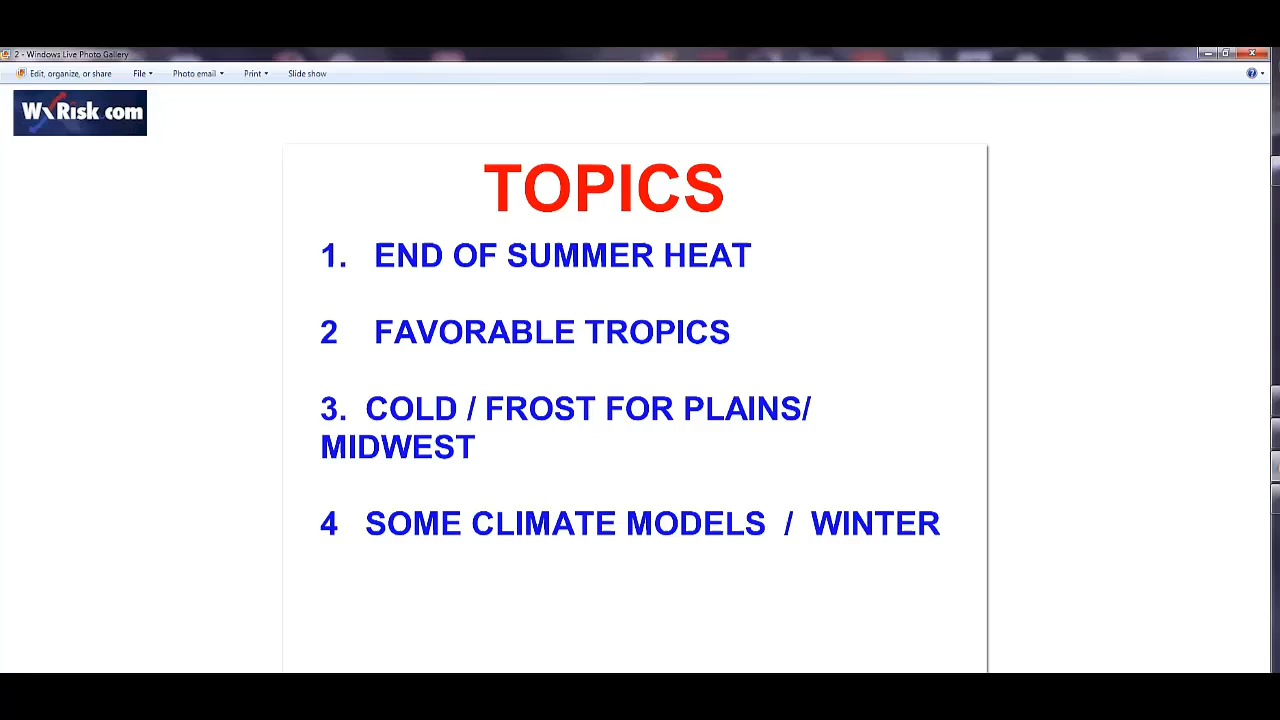 2 - Windows Live Photo Gallery
Edit, organize, or share File Photo email Print Slide show
WxRisk.com
TOPICS
1. END OF SUMMER HEAT
2 FAVORABLE TROPICS
3. COLD / FROST FOR PLAINS/
MIDWEST
4 SOME CLIMATE MODELS / WINTER